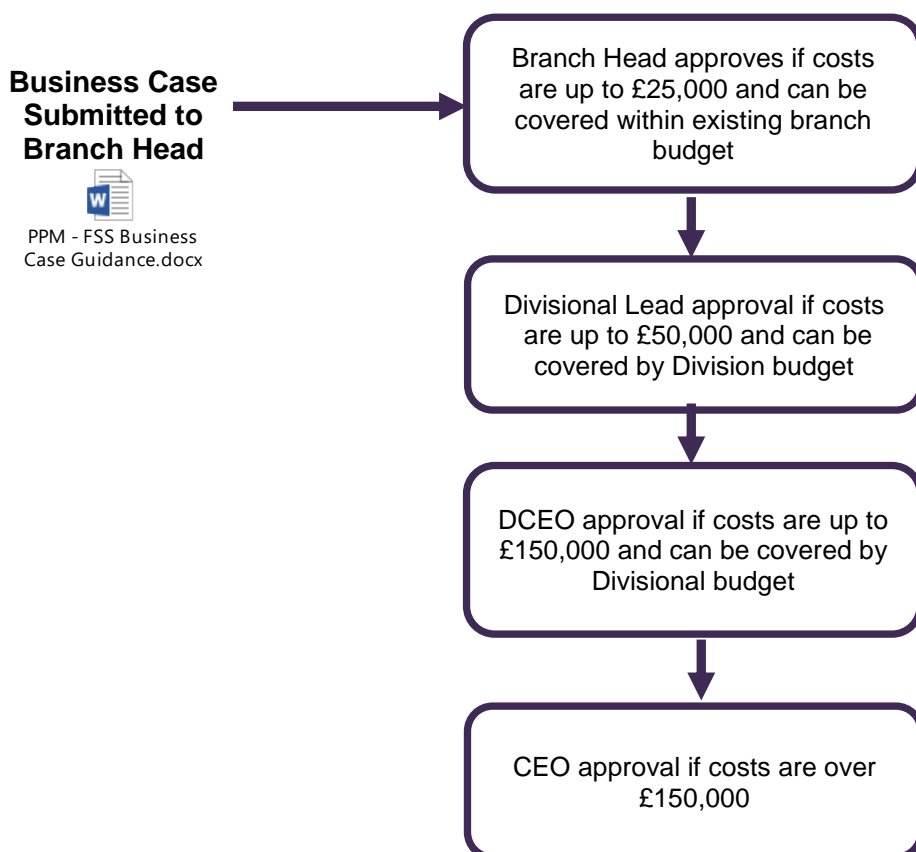 Business Case
Submitted to
Branch Head
W
PPM - FSS Business
Case Guidance.docx
Branch Head approves if costs
are up to £25,000 and can be
covered within existing branch
budget
Divisional Lead approval if costs
are up to £50,000 and can be
covered by Division budget
DCEO approval if costs are up to
£150,000 and can be covered by
Divisional budget
CEO approval if costs are over
£150,000